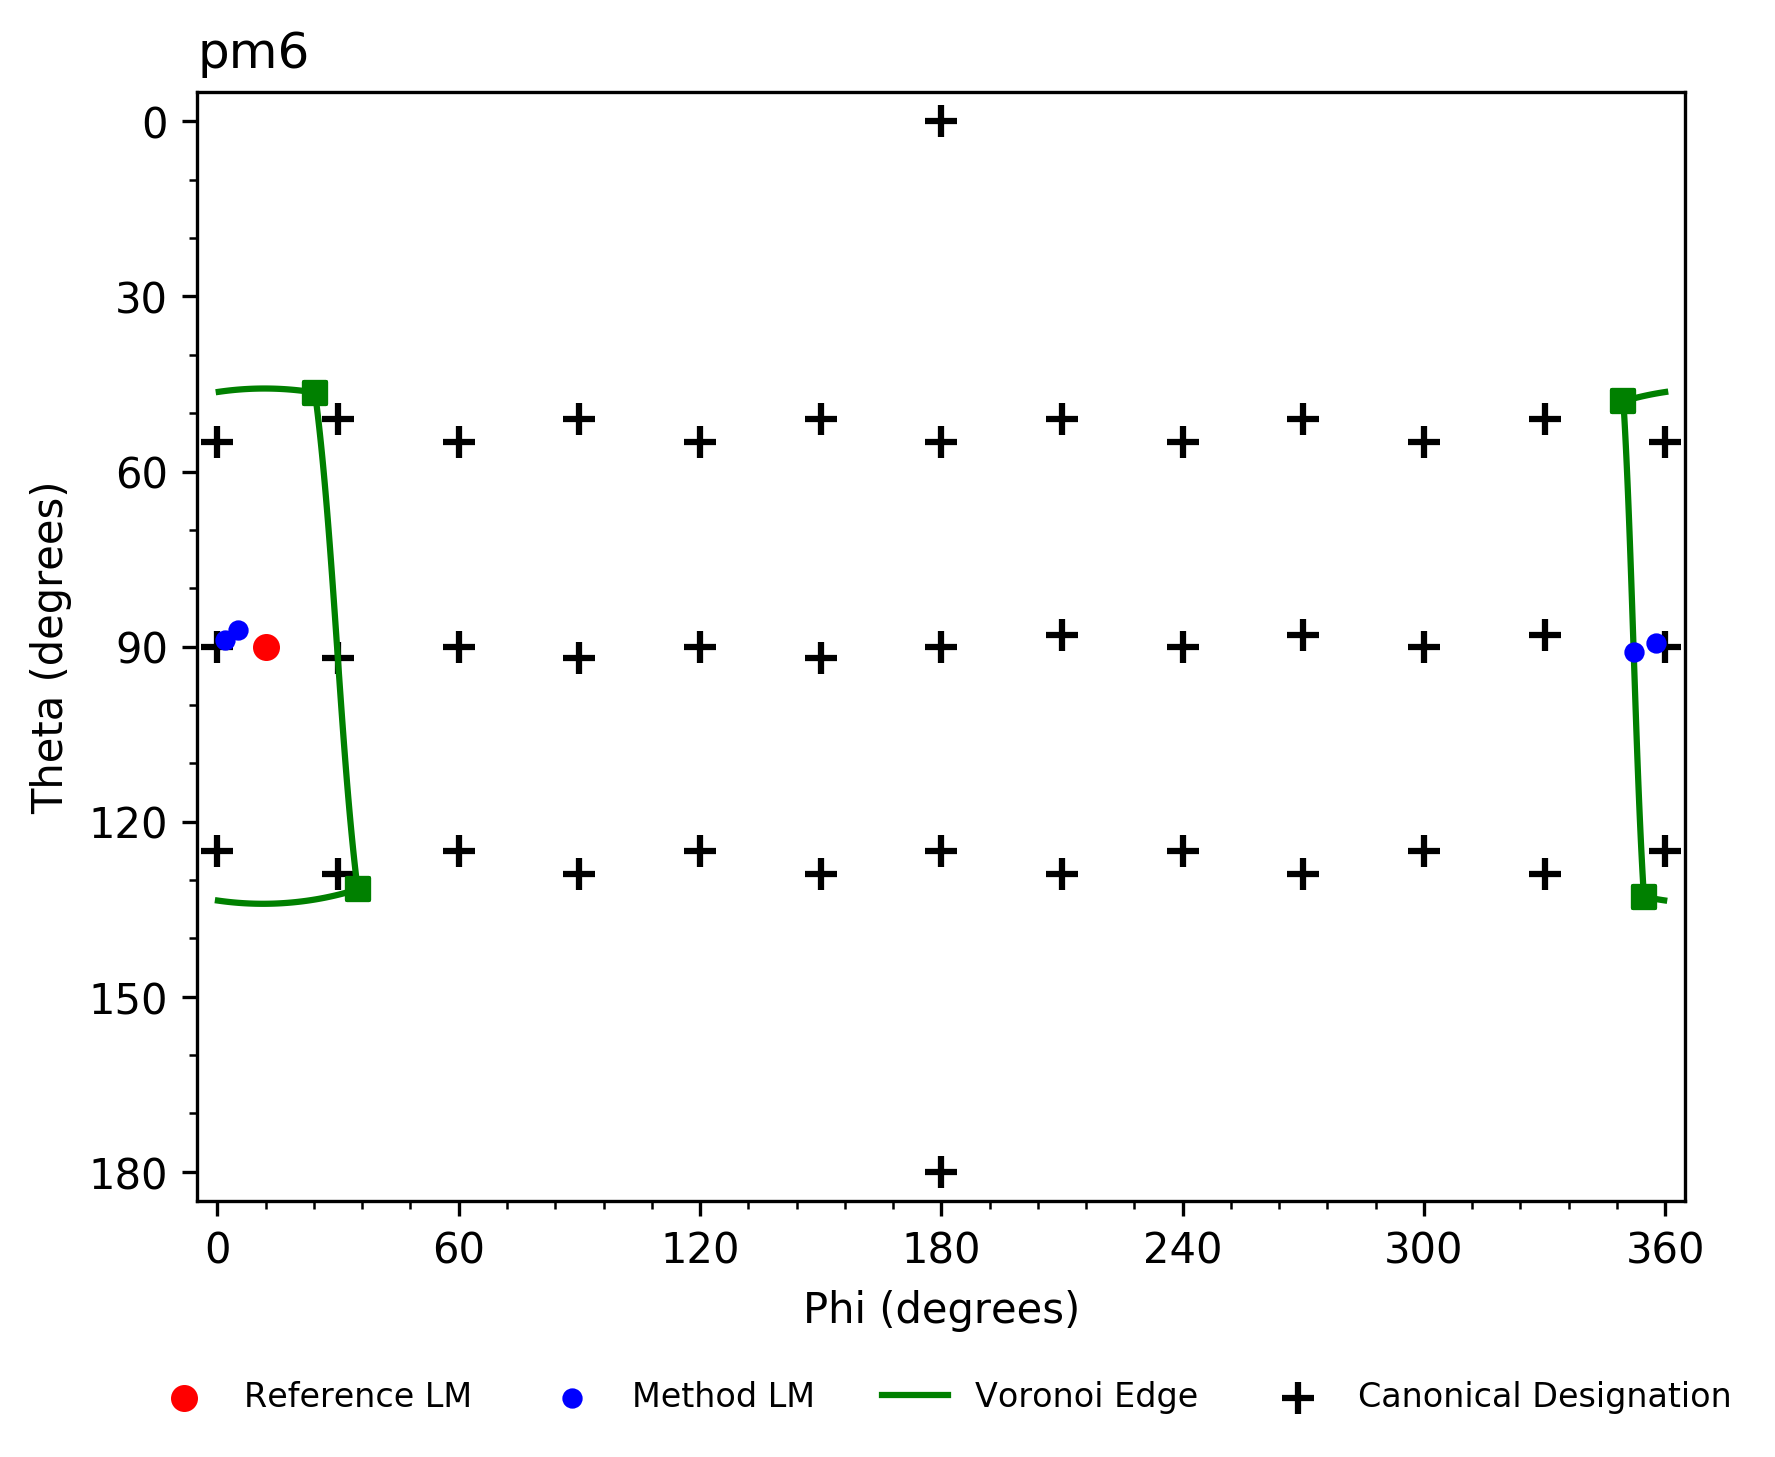 pm6
0
30
60
90
120
150
180
Theta (degrees)
0 60 120 180 240 300 360
Phi (degrees)
Reference LM Method LM Voronoi Edge Canonical Designation